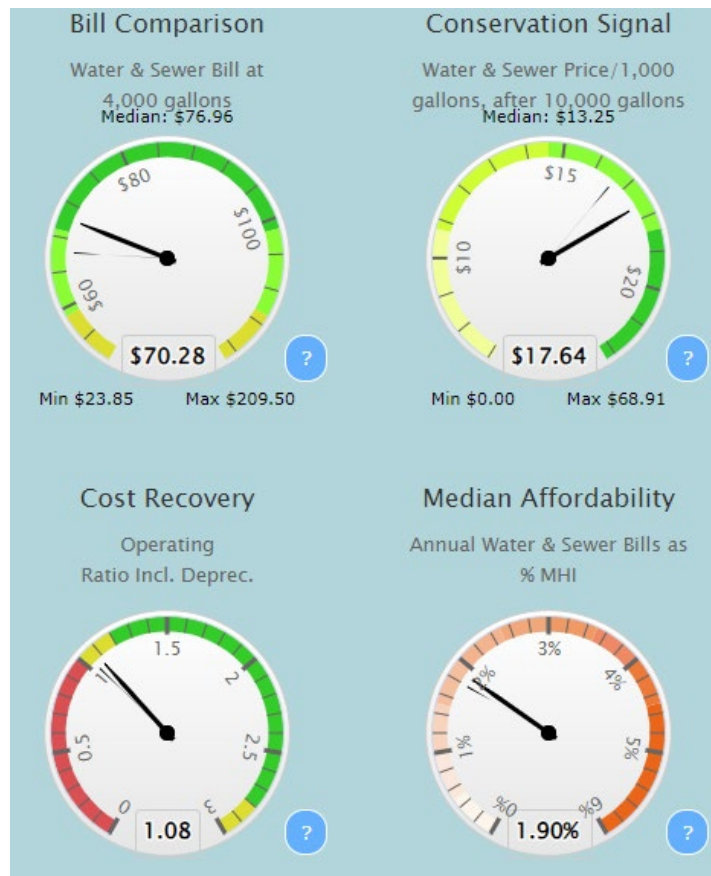 Bill Comparison
Water & Sewer Bill at
4,000 gallons
Median: $76.96
$60
$80
$100
$70.28
?
Min $23.85
Max $209.50
Conservation Signal
Water & Sewer Price/1,000
gallons, after 10,000 gallons
Median: $13.25
$10
$15
$20
$17.64
?
Min $0.00
Max $68.91
Cost Recovery
Operating
Ratio Incl. Deprec.
0
0.5
1
1.5
2
2.5
3
1.08
?
Median Affordability
Annual Water & Sewer Bills as
% MHI
0%
1%
2%
3%
4%
5%
6%
1.90%
?